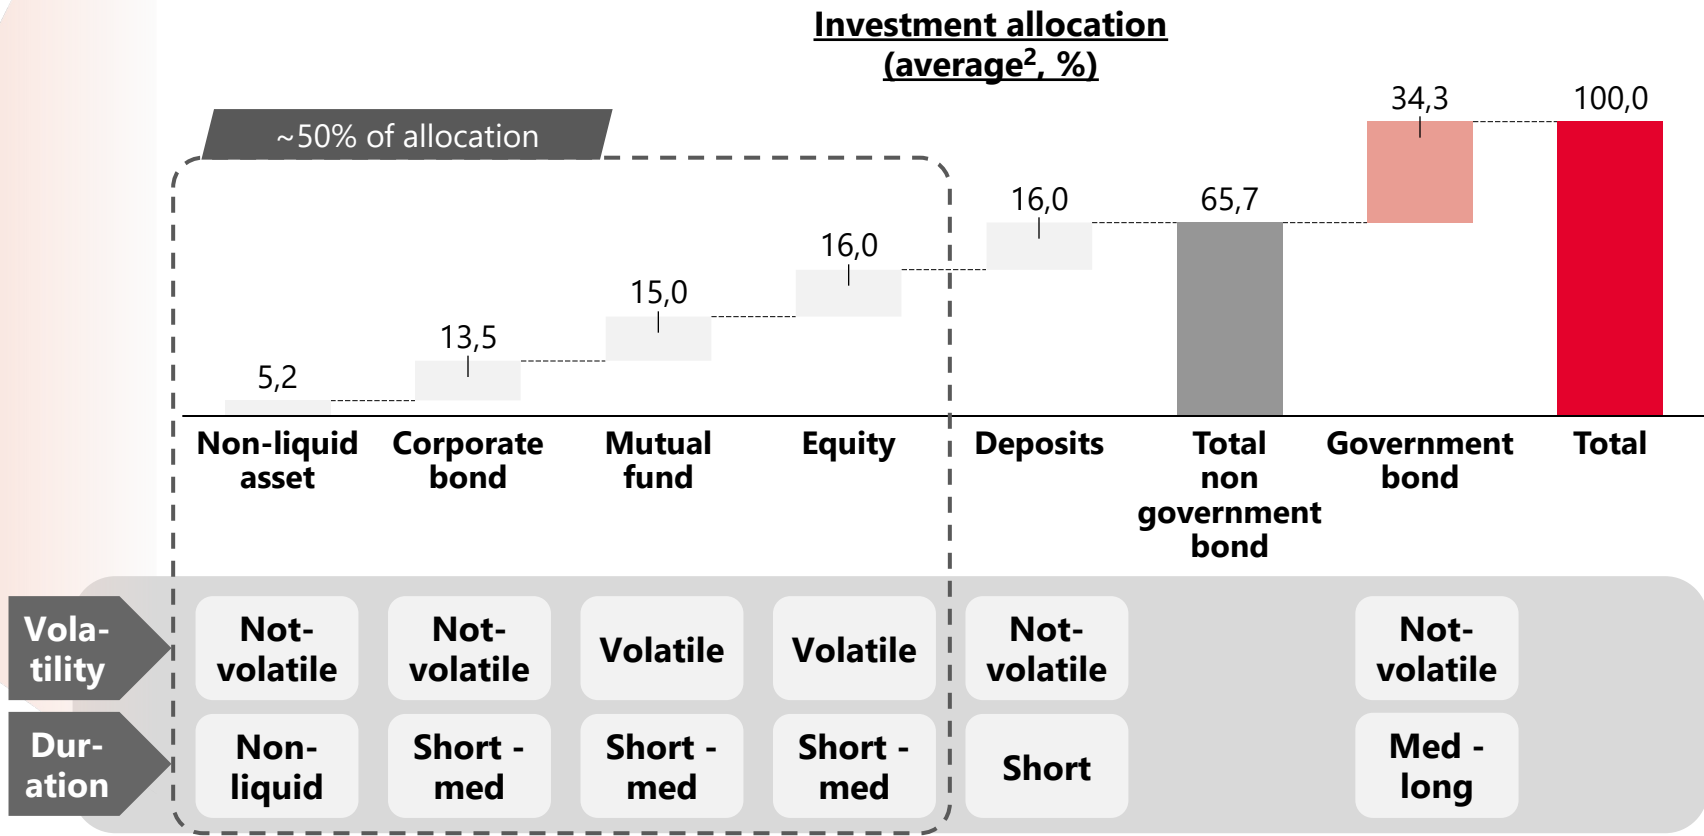 Investment allocation
(average², %)
~50% of allocation
5,2
13,5
15,0
16,0
16,0
65,7
34,3
100,0
Non-liquid
asset
Corporate
bond
Mutual
fund
Equity
Deposits
Total
non
government
bond
Government
bond
Total
Vola-
tility
Not-
volatile
Not-
volatile
Volatile
Volatile
Not-
volatile
Not-
volatile
Dur-
ation
Non-
liquid
Short -
med
Short -
med
Short -
med
Short
Med -
long